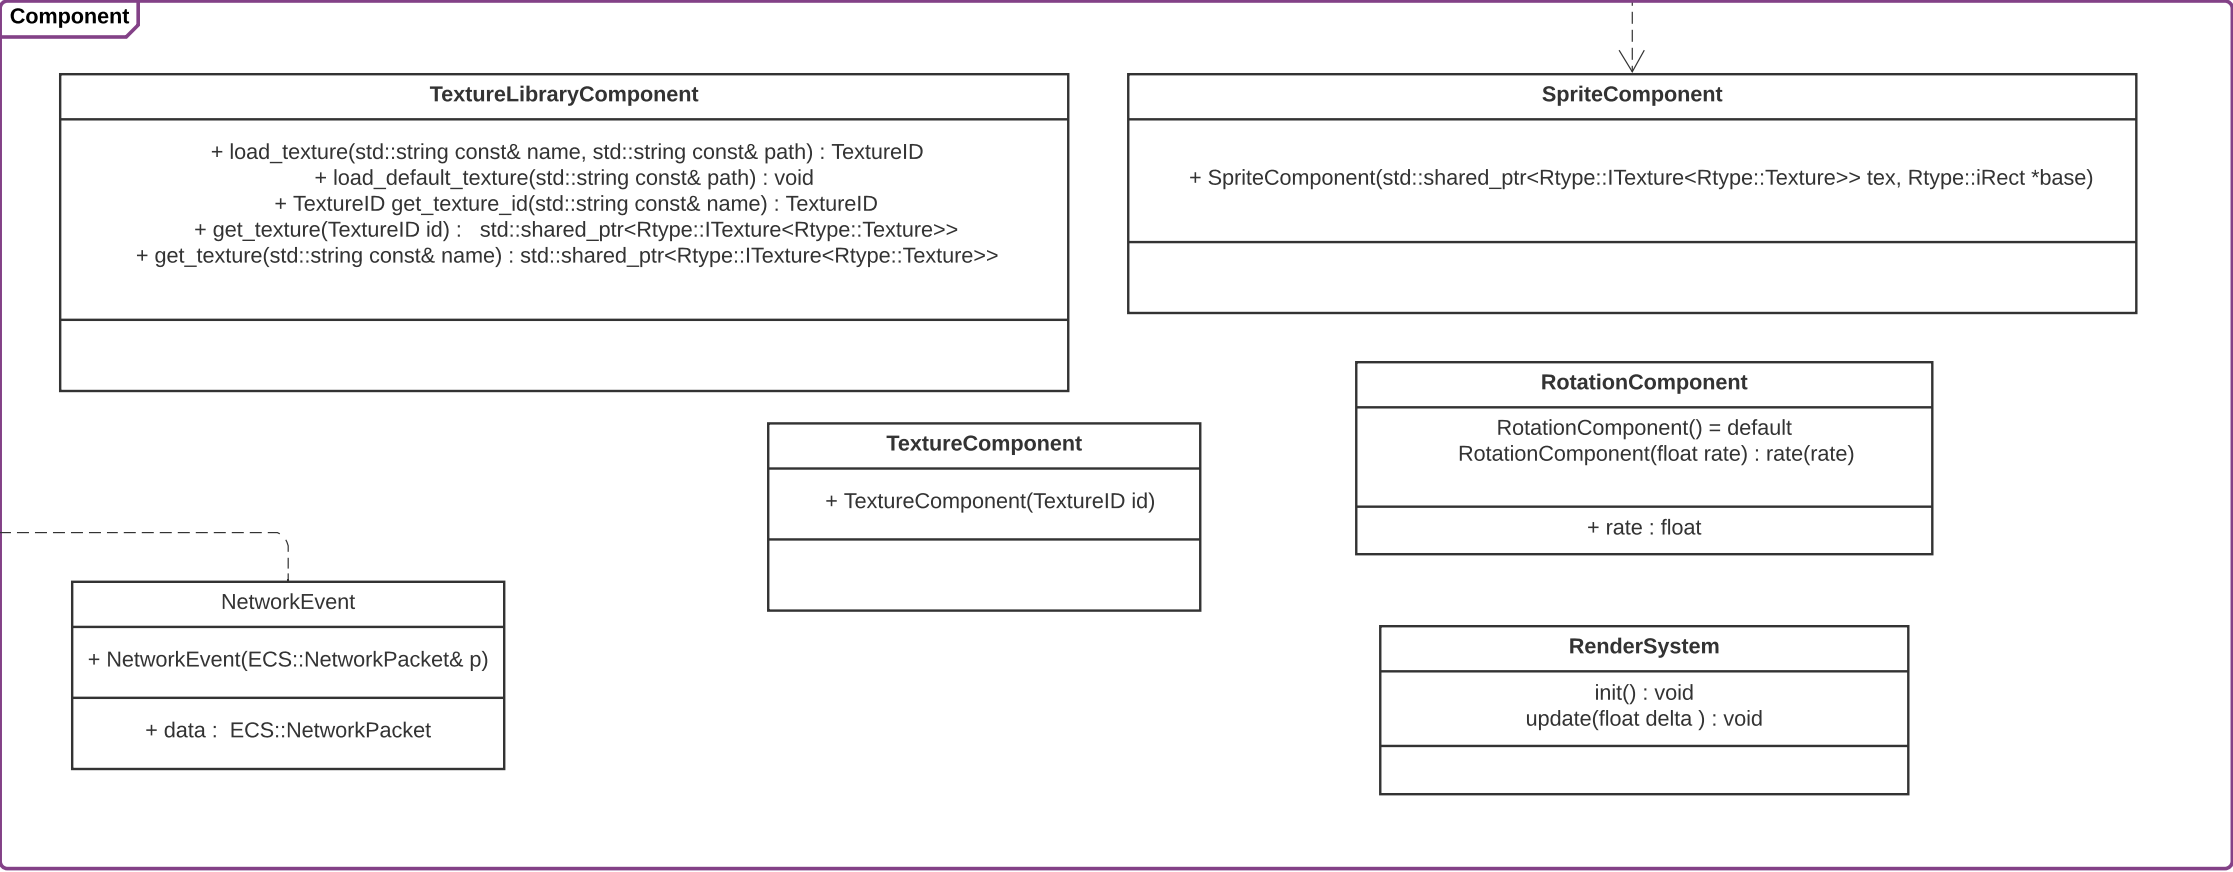 Component
TextureLibraryComponent
+ load_texture(std::string const& name, std::string const& path) : TextureID
+ load_default_texture(std::string const& path) : void
+ TextureID get_texture_id(std::string const& name) : TextureID
+ get_texture(TextureID id) : std::shared_ptr<Rtype::ITexture<Rtype::Texture>>
+ get_texture(std::string const& name) : std::shared_ptr<Rtype::ITexture<Rtype::Texture>>
SpriteComponent
+ SpriteComponent(std::shared_ptr<Rtype::ITexture<Rtype::Texture>> tex, Rtype::iRect *base)
RotationComponent
RotationComponent() = default
RotationComponent(float rate) : rate(rate)
+ rate : float
TextureComponent
+ TextureComponent(TextureID id)
NetworkEvent
+ NetworkEvent(ECS::NetworkPacket& p)
+ data : ECS::NetworkPacket
RenderSystem
init() : void
update(float delta ) : void